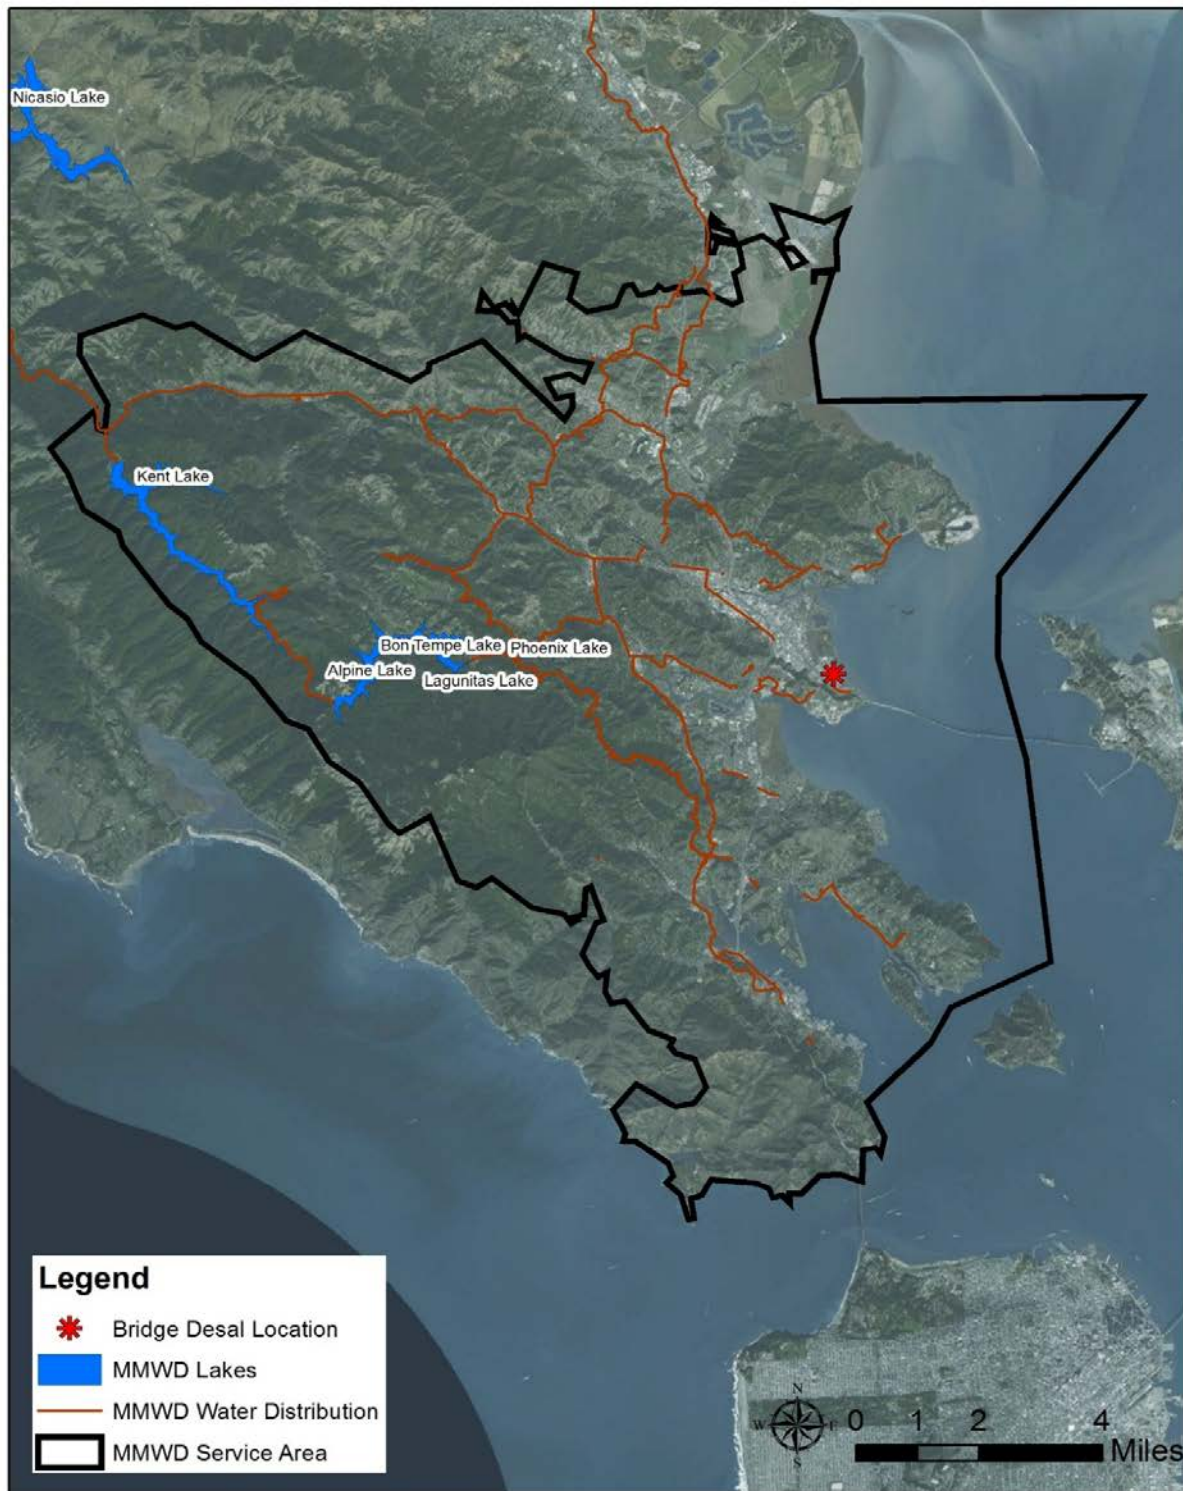 Nicasio Lake
Kent Lake
Bon Tempe Lake
Phoenix Lake
Alpine Lake
Lagunitas Lake
Legend
Bridge Desal Location
MMWD Lakes
MMWD Water Distribution
MMWD Service Area
N
W E
S
0 1 2 4
Miles